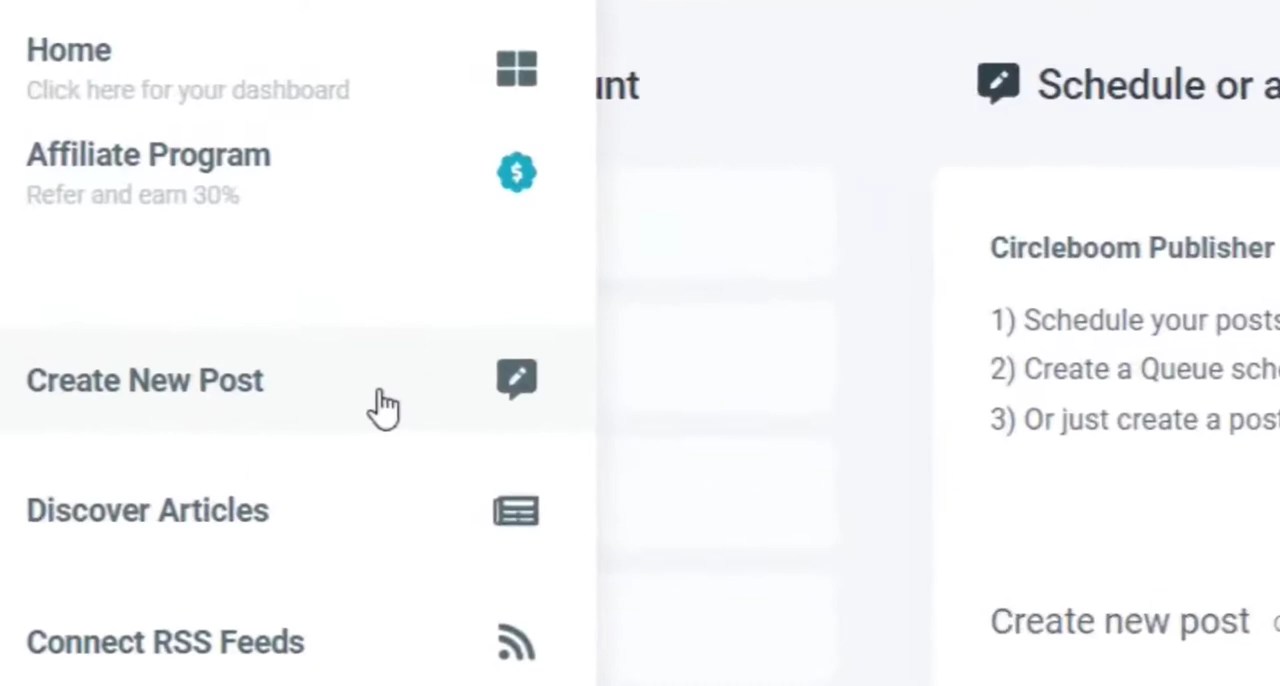 Home
Click here for your dashboard
Affiliate Program
Refer and earn 30%
Create New Post
Discover Articles
Connect RSS Feeds
Schedule or a
Circleboom Publisher
1) Schedule your posts
2) Create a Queue
3) Or just create a post
Create new post